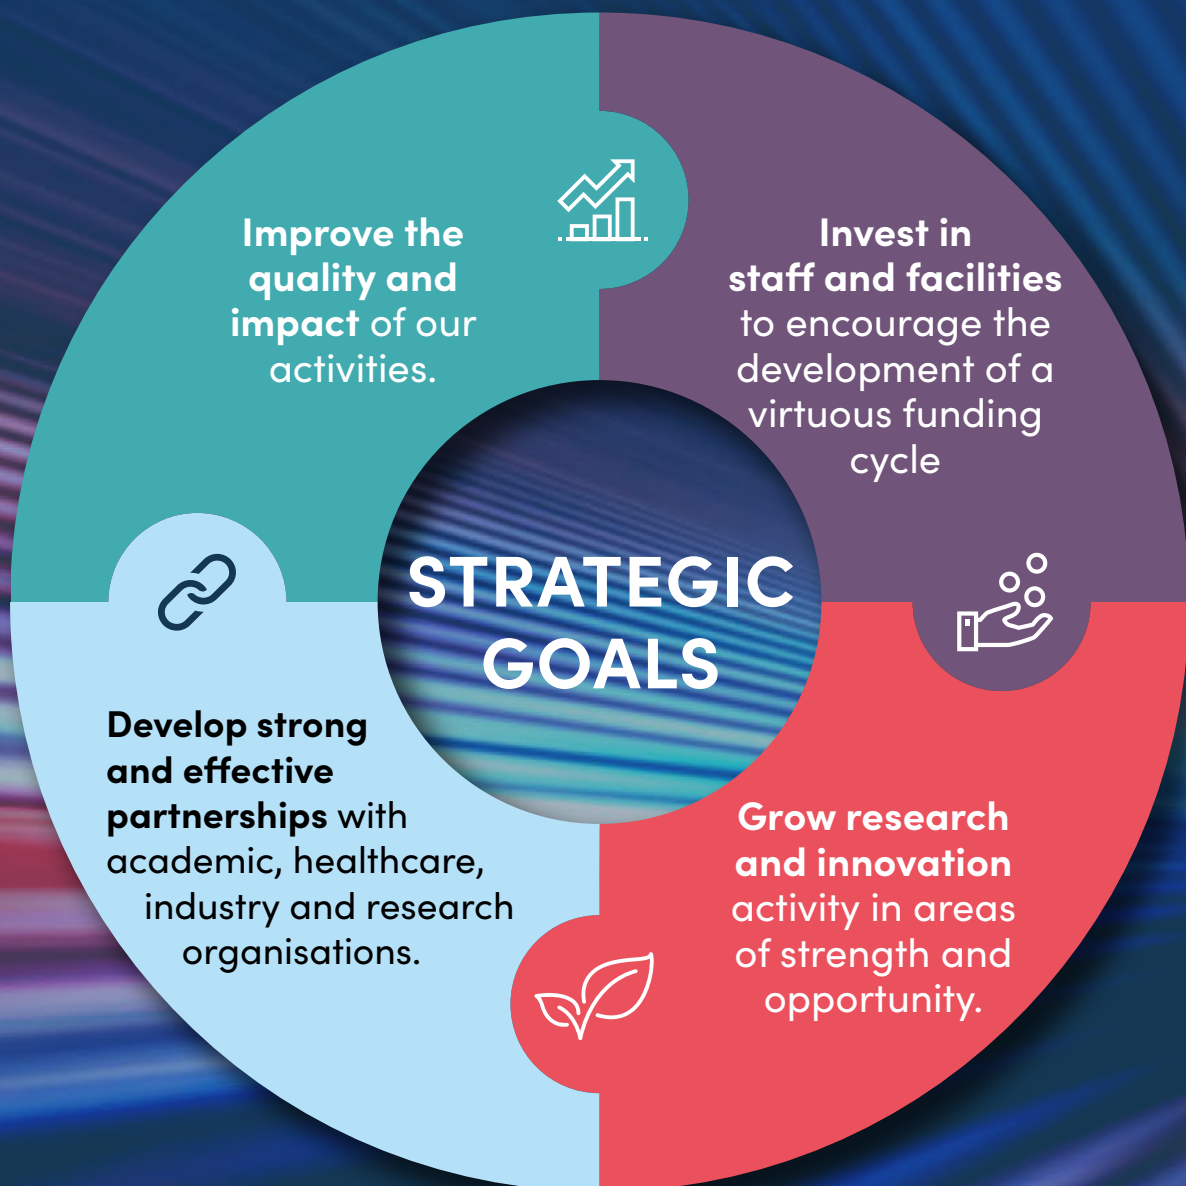 Improve the
quality and
impact of our
activities.
Invest in
staff and facilities
to encourage the
development of a
virtuous funding
cycle
STRATEGIC
GOALS
Develop strong
and effective
partnerships with
academic, healthcare,
industry and research
organisations.
Grow research
and innovation
activity in areas
of strength and
opportunity.